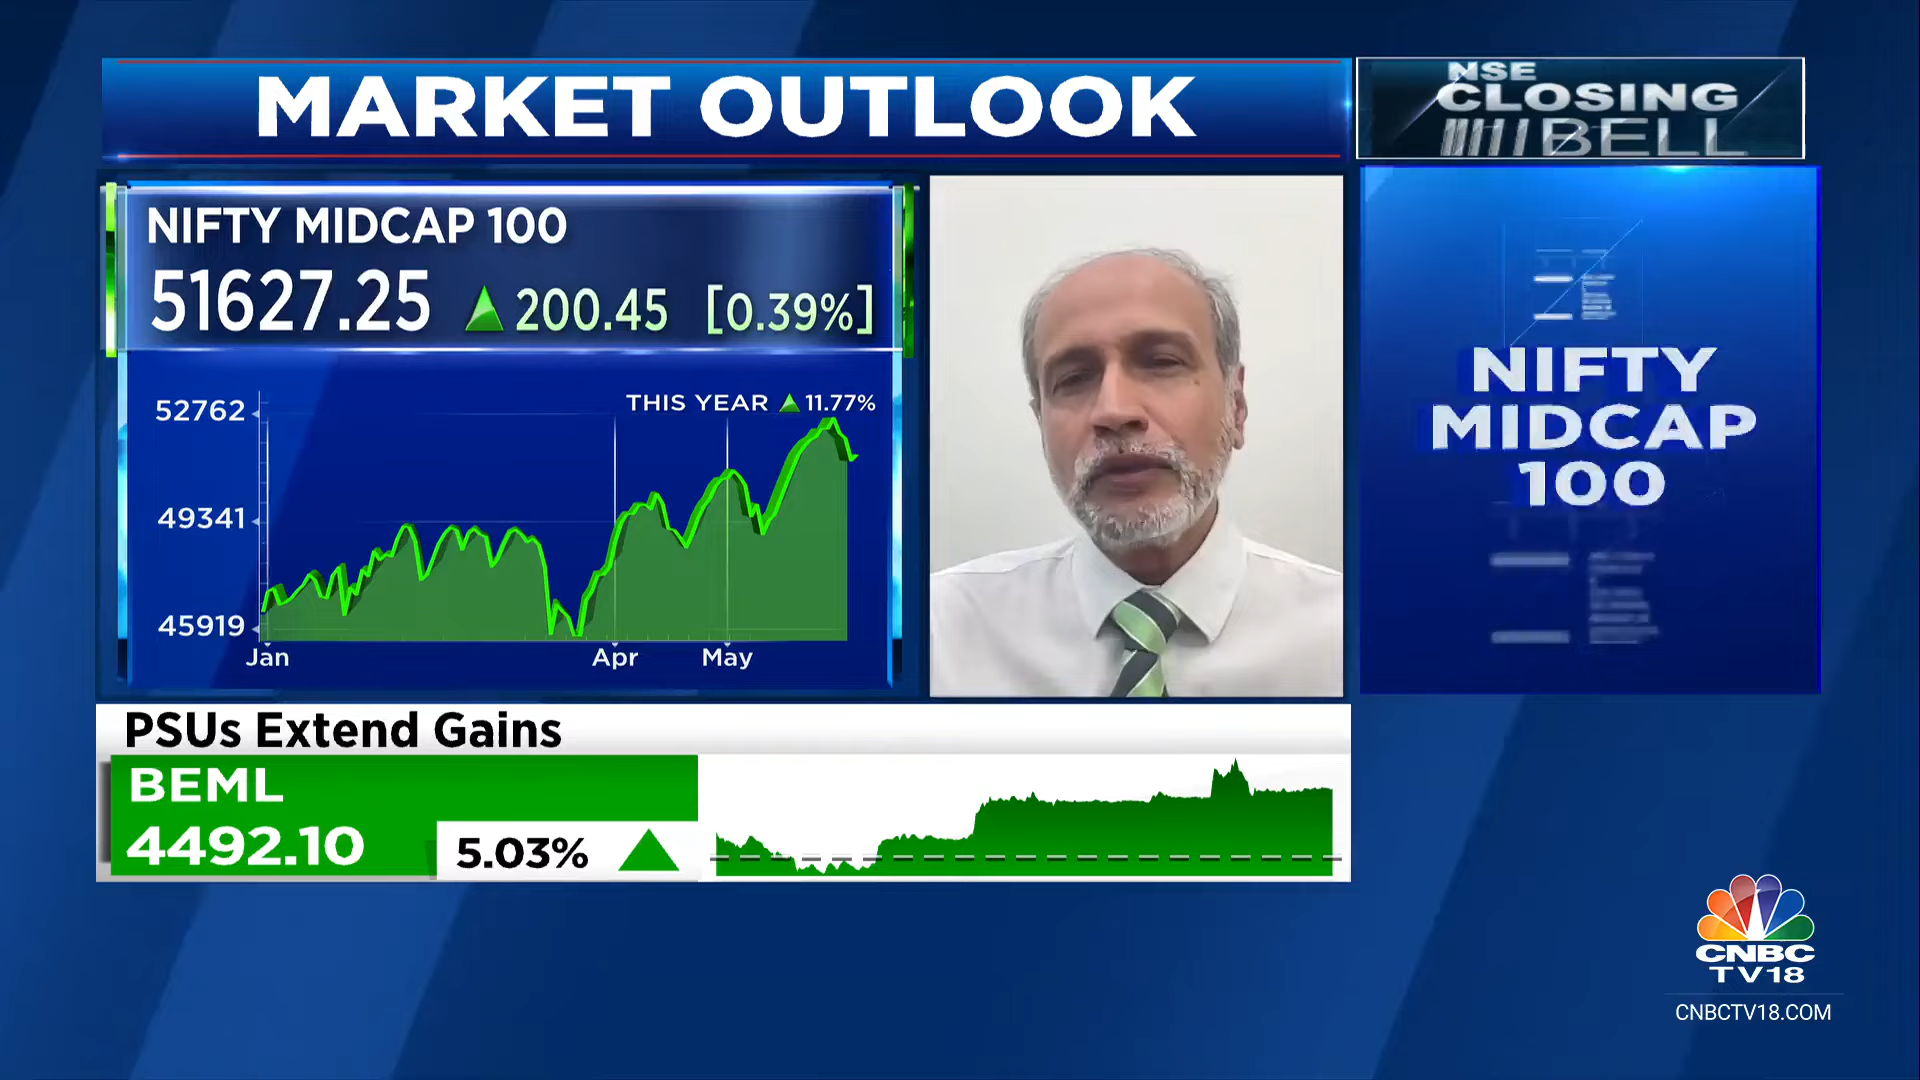 MARKET OUTLOOK
NSE
CLOSING
BELL
NIFTY MIDCAP 100
51627.25 ▲ 200.45 [0.39%]
THIS YEAR ▲ 11.77%
52762
49341
45919
Jan Apr May
NIFTY
MIDCAP
100
PSUs Extend Gains
BEML
4492.10
5.03% ▲
CNBC
TV18
CNBCTV18.COM